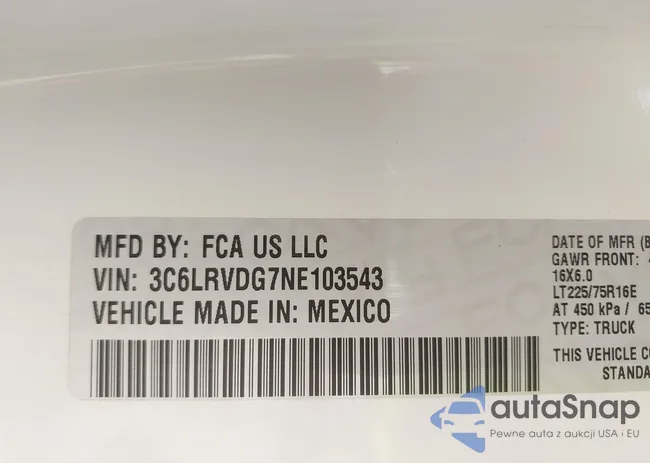 MFD BY: FCA US LLC
VIN: 3C6LRVDG7NE103543
VEHICLE MADE IN: MEXICO
DATE OF MFR
GAWR FRONT:
16X6.0
LT225/75R16E
AT 450 kPa /
TYPE: TRUCK
THIS VEHICLE
autaSnap
Pewne auta z aukcji USA i EU